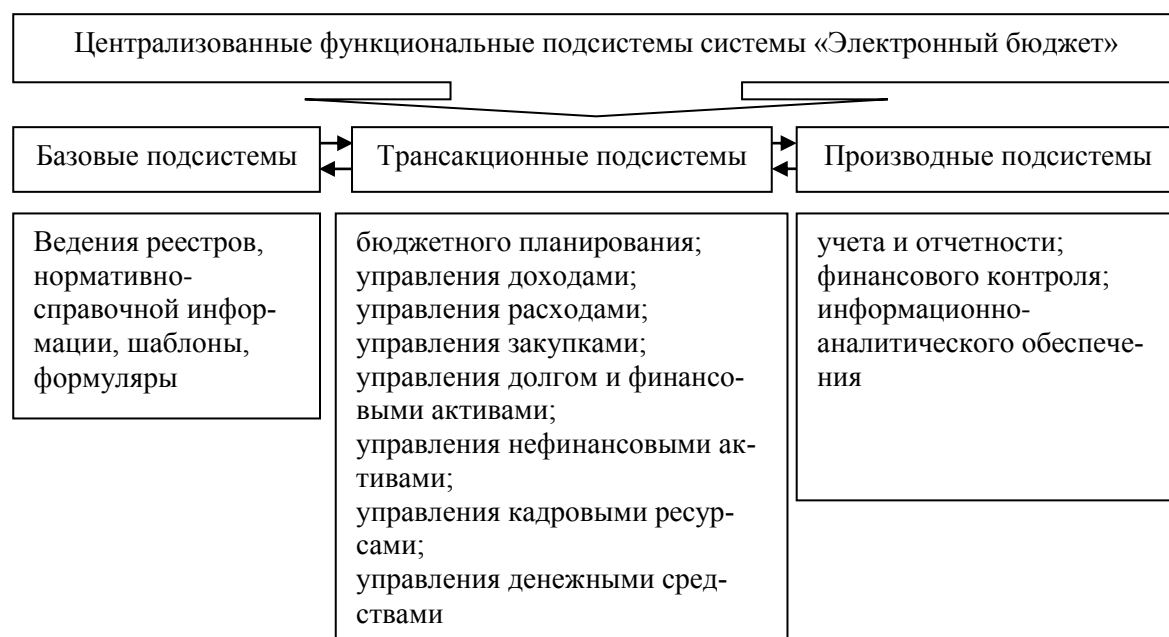 Централизованные функциональные подсистемы системы «Электронный бюджет»
Базовые подсистемы
Трансакционные подсистемы
Производные подсистемы
Ведения реестров,
нормативно-
справочной инфор-
мации, шаблоны,
формуляры
бюджетного планирования;
управления доходами;
управления расходами;
управления закупками;
управления долгом и финансо-
выми активами;
управления нефинансовыми ак-
тивами;
управления кадровыми ресур-
сами;
управления денежными сред-
ствами
учета и отчетности;
финансового контроля;
информационно-
аналитического обеспече-
ния